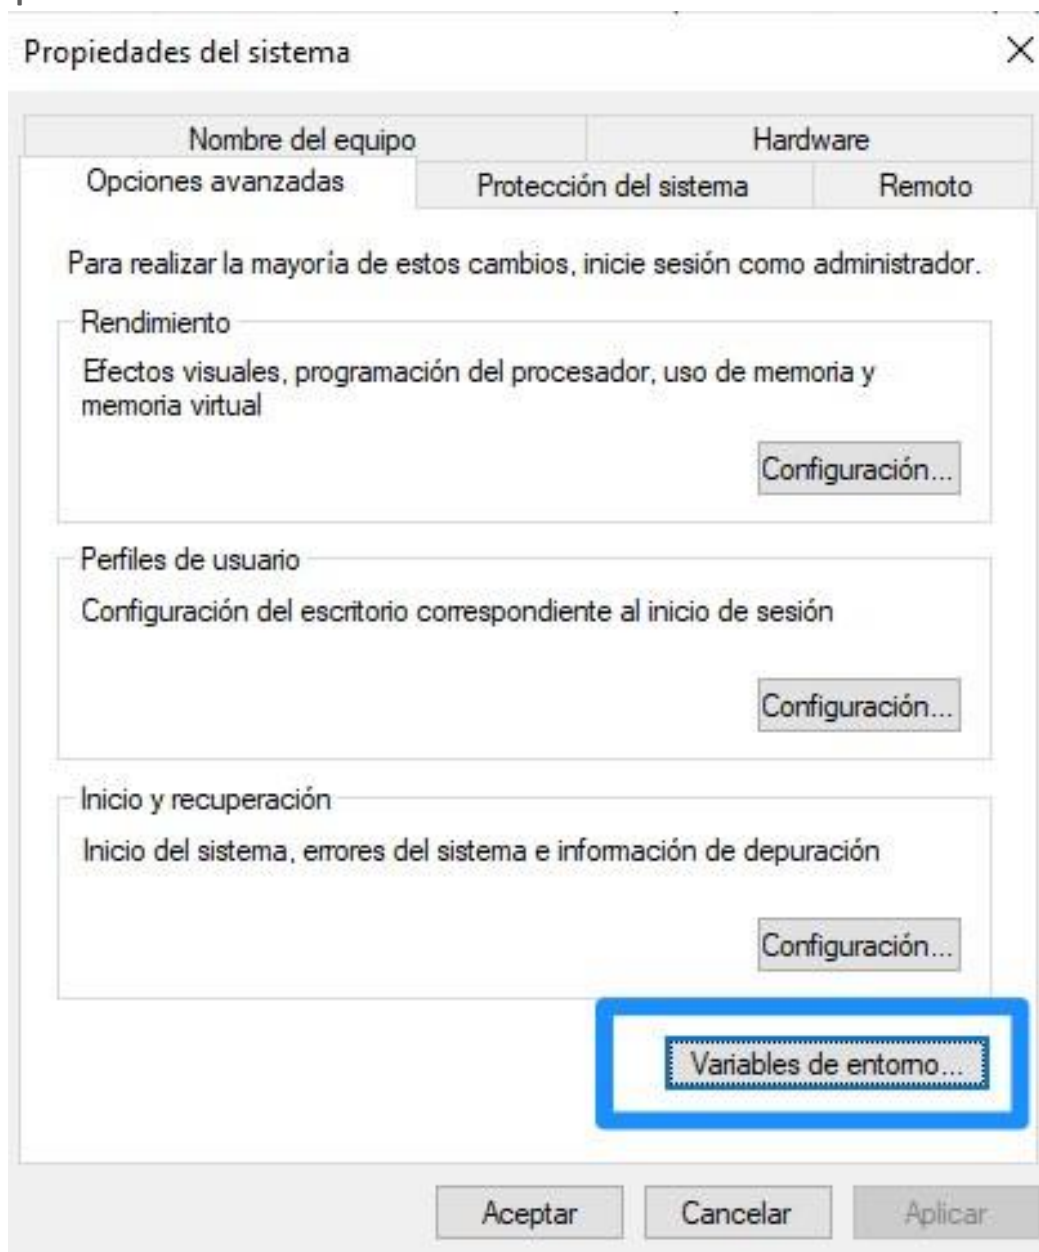 Propiedades del sistema
Nombre del equipo
Hardware
Opciones avanzadas
Protección del sistema
Remoto
Para realizar la mayoría de estos cambios, inicie sesión como administrador.
Rendimiento
Efectos visuales, programación del procesador, uso de memoria y
memoria virtual
Configuración...
Perfiles de usuario
Configuración del escritorio correspondiente al inicio de sesión
Configuración...
Inicio y recuperación
Inicio del sistema, errores del sistema e información de depuración
Configuración...
Variables de entorno...
Aceptar
Cancelar
Aplicar